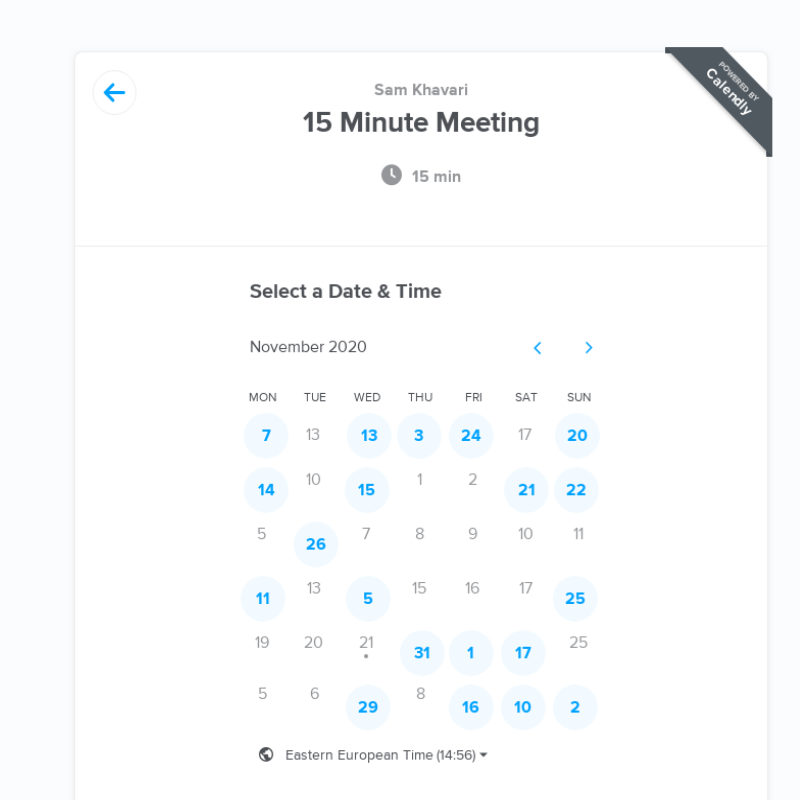 POWERED BY
Calendly
Sam Khavari
15 Minute Meeting
15 min
Select a Date & Time
November 2020
MON TUE WED THU FRI SAT SUN
7 13 13 3 24 17 20
14 10 15 1 2 21 22
5 26 7 8 9 10 11
11 13 5 15 16 17 25
19 20 21 31 1 17 25
5 6 29 8 16 10 2
Eastern European Time (14:56)